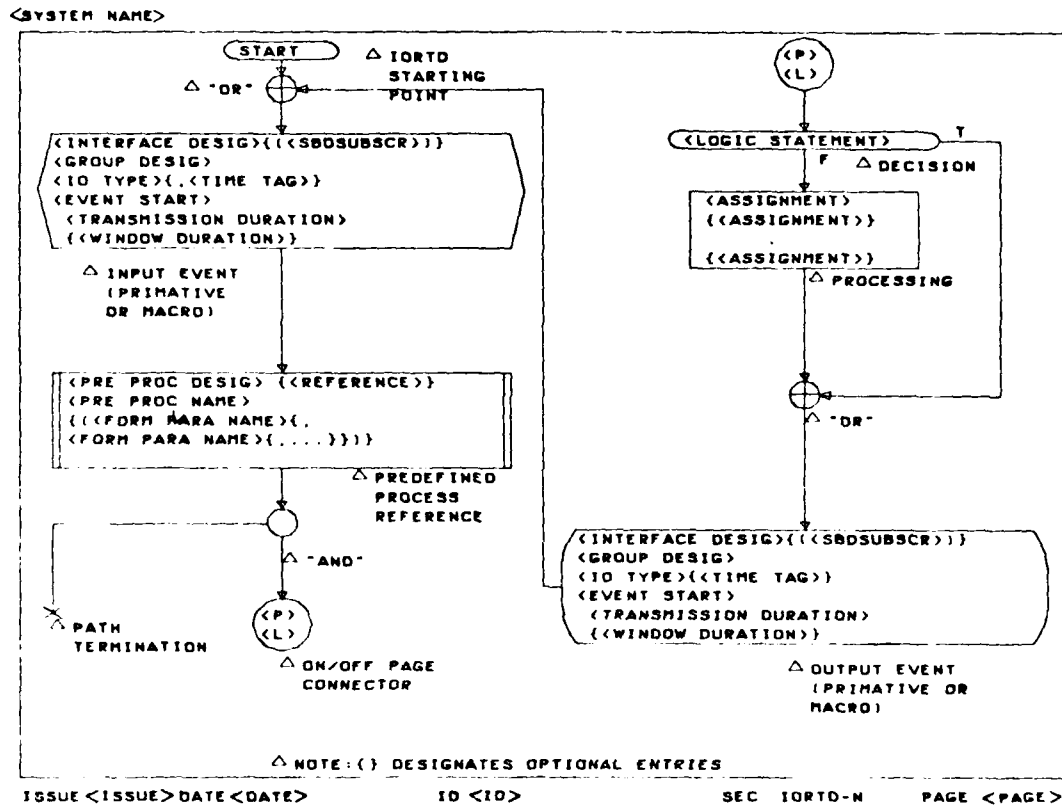 <SYSTEM NAME>
START
△ IORTD
STARTING
POINT
△ "OR"
<INTERFACE DESIG>{(<SBDSUBSCR>)}
<GROUP DESIG>
<IO TYPE>{,<TIME TAG>}
<EVENT START>
<TRANSMISSION DURATION>
{<WINDOW DURATION>}
△ INPUT EVENT
(PRIMATIVE
OR MACRO)
<PRE PROC DESIG> {<REFERENCE>}
<PRE PROC NAME>
{(<FORM PARA NAME>{,
<FORM PARA NAME>{,....}})}
△ PREDEFINED
PROCESS
REFERENCE
△ "AND"
△ PATH
TERMINATION
<P>
<L>
△ ON/OFF PAGE
CONNECTOR
<P>
<L>
<LOGIC STATEMENT>
T
F
△ DECISION
<ASSIGNMENT>
{<ASSIGNMENT>}
.
{<ASSIGNMENT>}
△ PROCESSING
△ "OR"
<INTERFACE DESIG>{(<SBDSUBSCR>)}
<GROUP DESIG>
<IO TYPE>{<TIME TAG>}
<EVENT START>
<TRANSMISSION DURATION>
{<WINDOW DURATION>}
△ OUTPUT EVENT
(PRIMATIVE OR
MACRO)
△ NOTE:{} DESIGNATES OPTIONAL ENTRIES
ISSUE <ISSUE> DATE <DATE> ID <ID> SEC IORTD-N PAGE <PAGE>